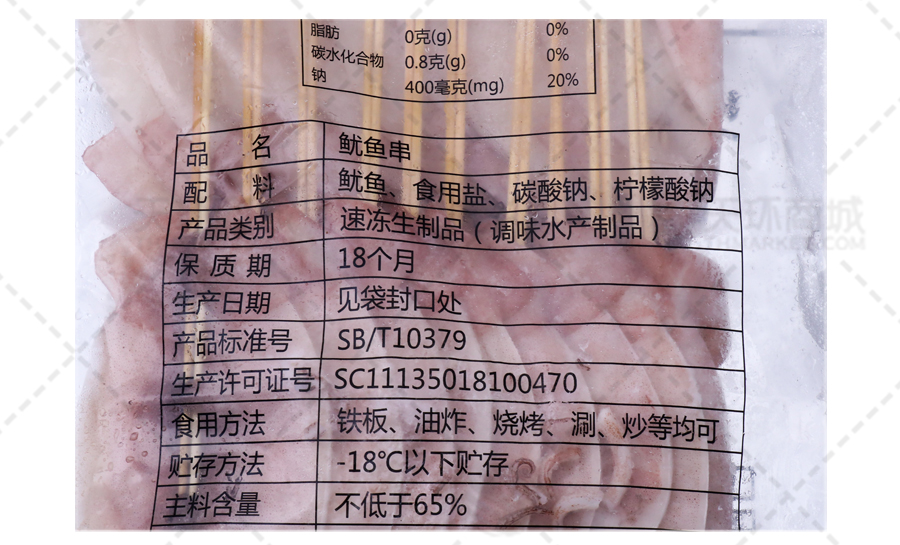 脂肪 0克(g) 0%
碳水化合物 0.8克(g) 0%
钠 400毫克(mg) 20%
品 名 鱿鱼串
配 料 鱿鱼、食用盐、碳酸钠、柠檬酸钠
产品类别 速冻生制品（调味水产制品）
保 质 期 18个月
生产日期 见袋封口处
产品标准号 SB/T10379
生产许可证号 SC11135018100470
食用方法 铁板、油炸、烧烤、涮、炒等均可
贮存方法 -18℃以下贮存
主料含量 不低于65%